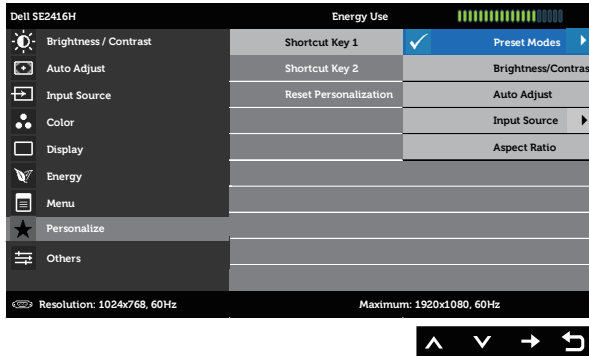 Dell SE2416H Energy Use
Brightness / Contrast Shortcut Key 1 Preset Modes
Auto Adjust Shortcut Key 2 Brightness/Contras
Input Source Reset Personalization Auto Adjust
Color Input Source
Display Aspect Ratio
Energy
Menu
Personalize
Others
Resolution: 1024x768, 60Hz Maximum: 1920x1080, 60Hz